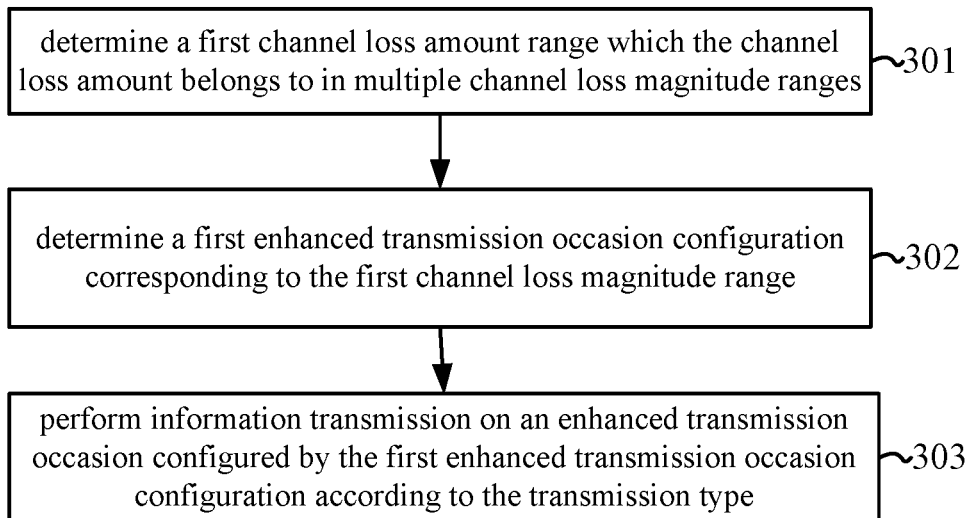 determine a first channel loss amount range which the channel
loss amount belongs to in multiple channel loss magnitude ranges
301
determine a first enhanced transmission occasion configuration
corresponding to the first channel loss magnitude range
302
perform information transmission on an enhanced transmission
occasion configured by the first enhanced transmission occasion
configuration according to the transmission type
303